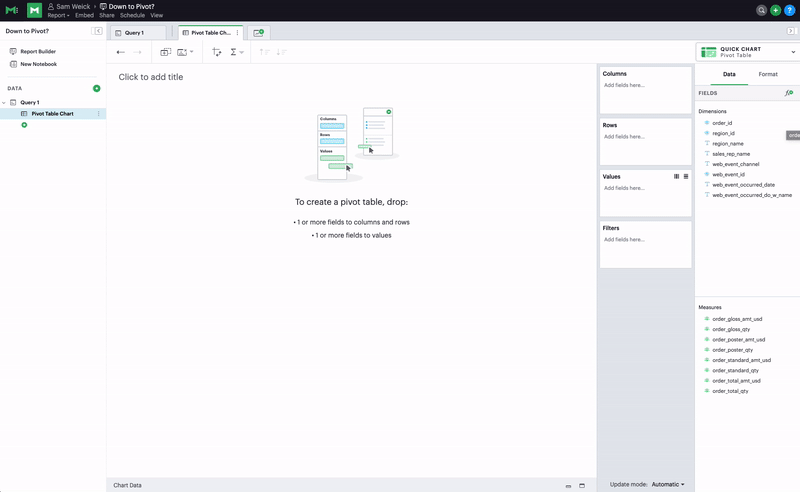 Sam Weick > Down to Pivot?
Report Embed Share Schedule View
Down to Pivot?
Report Builder
New Notebook
DATA
Query 1
Pivot Table Chart
Query 1
Pivot Table Ch...
Click to add title
Columns
Rows
Values
To create a pivot table, drop:
• 1 or more fields to columns and rows
• 1 or more fields to values
Chart Data
Columns
Add fields here...
Rows
Add fields here...
Values
Add fields here...
Filters
Add fields here...
Update mode: Automatic
QUICK CHART
Pivot Table
Data Format
FIELDS
Dimensions
order_id
region_id
region_name
sales_rep_name
web_event_channel
web_event_id
web_event_occurred_date
web_event_occurred_do_w_name
Measures
order_gloss_amt_usd
order_gloss_qty
order_poster_amt_usd
order_poster_qty
order_standard_amt_usd
order_standard_qty
order_total_amt_usd
order_total_qty